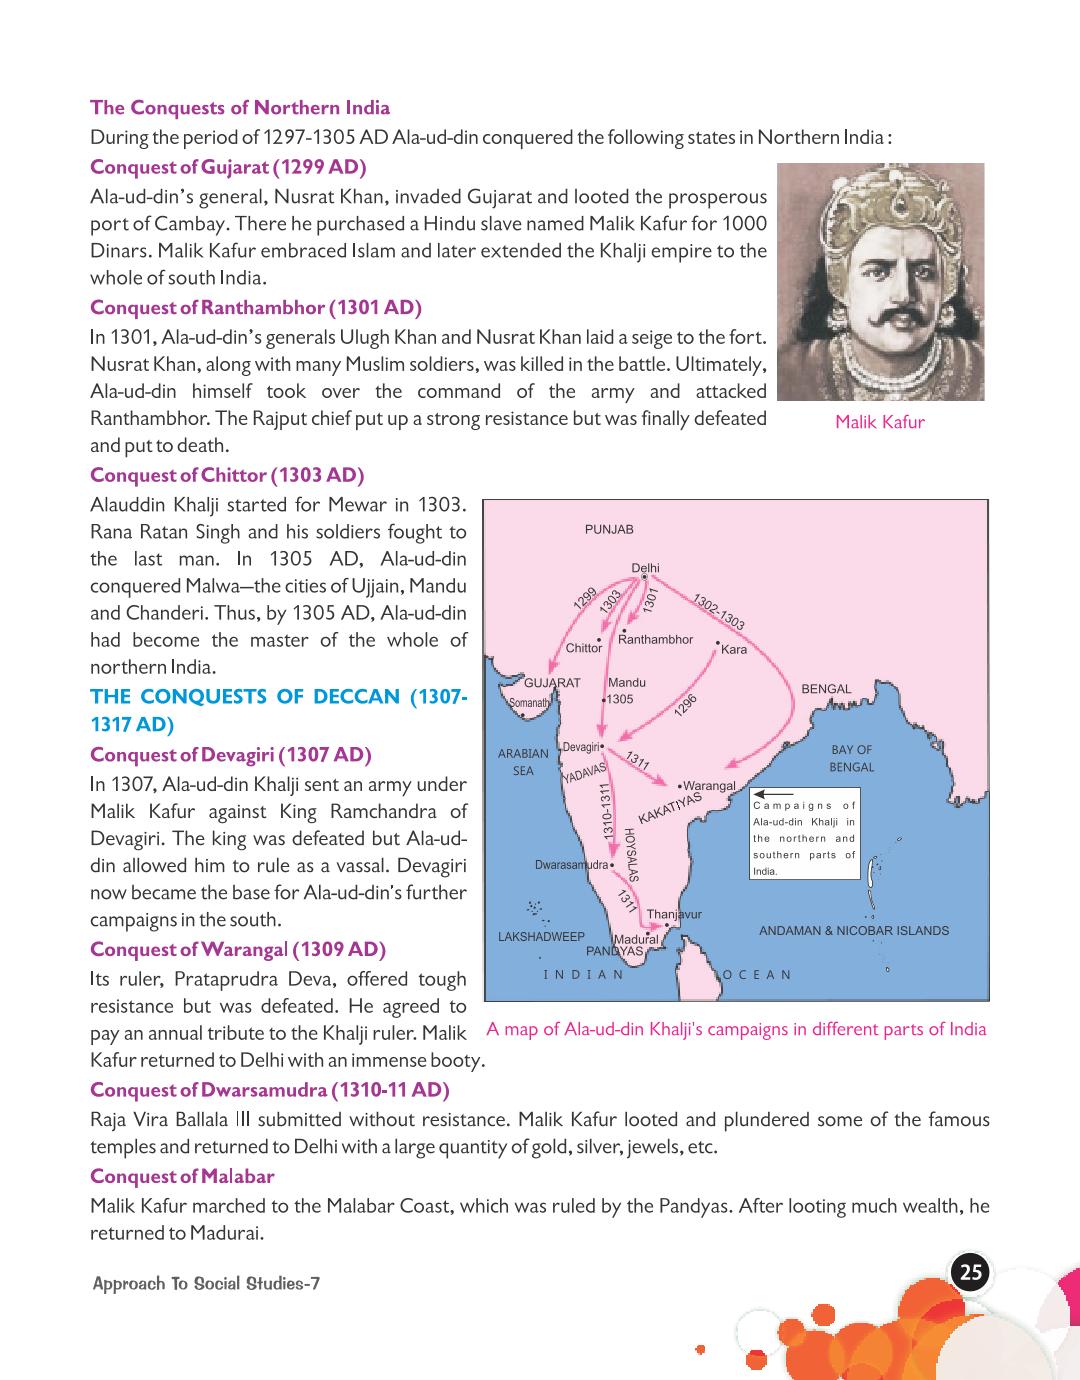 The Conquests of Northern India
During the period of 1297-1305 AD Ala-ud-din conquered the following states in Northern India :
Conquest of Gujarat (1299 AD)
Ala-ud-din's general, Nusrat Khan, invaded Gujarat and looted the prosperous
port of Cambay. There he purchased a Hindu slave named Malik Kafur for 1000
Dinars. Malik Kafur embraced Islam and later extended the Khalji empire to the
whole of south India.
Conquest of Ranthambhor (1301 AD)
In 1301, Ala-ud-din's generals Ulugh Khan and Nusrat Khan laid a seige to the fort.
Nusrat Khan, along with many Muslim soldiers, was killed in the battle. Ultimately,
Ala-ud-din himself took over the command of the army and attacked
Ranthambhor. The Rajput chief put up a strong resistance but was finally defeated
and put to death.
Malik Kafur
Conquest of Chittor (1303 AD)
Alauddin Khalji started for Mewar in 1303.
Rana Ratan Singh and his soldiers fought to
the last man. In 1305 AD, Ala-ud-din
conquered Malwa—the cities of Ujjain, Mandu
and Chanderi. Thus, by 1305 AD, Ala-ud-din
had become the master of the whole of
northern India.
THE CONQUESTS OF DECCAN (1307-
1317 AD)
Conquest of Devagiri (1307 AD)
In 1307, Ala-ud-din Khalji sent an army under
Malik Kafur against King Ramchandra of
Devagiri. The king was defeated but Ala-ud-
din allowed him to rule as a vassal. Devagiri
now became the base for Ala-ud-din's further
campaigns in the south.
Conquest of Warangal (1309 AD)
Its ruler, Prataprudra Deva, offered tough
resistance but was defeated. He agreed to
pay an annual tribute to the Khalji ruler. Malik
Kafur returned to Delhi with an immense booty.
PUNJAB
Delhi
1299
1303
1301
1302-1303
Chittor
Ranthambhor
Kara
GUJARAT
Mandu
1305
BENGAL
Somanath
1296
ARABIAN
SEA
Devagiri
YADAVAS
1311
BAY OF
BENGAL
Warangal
KAKATIYAS
1310-1311
HOYSALAS
Campaigns of
Ala-ud-din Khalji in
the northern and
southern parts of
India.
Dwarasamudra
1311
Thanjavur
LAKSHADWEEP
Madural
PANDYAS
ANDAMAN & NICOBAR ISLANDS
INDIAN OCEAN
A map of Ala-ud-din Khalji's campaigns in different parts of India
Conquest of Dwarsamudra (1310-11 AD)
Raja Vira Ballala III submitted without resistance. Malik Kafur looted and plundered some of the famous
temples and returned to Delhi with a large quantity of gold, silver, jewels, etc.
Conquest of Malabar
Malik Kafur marched to the Malabar Coast, which was ruled by the Pandyas. After looting much wealth, he
returned to Madurai.
Approach To Social Studies-7
25